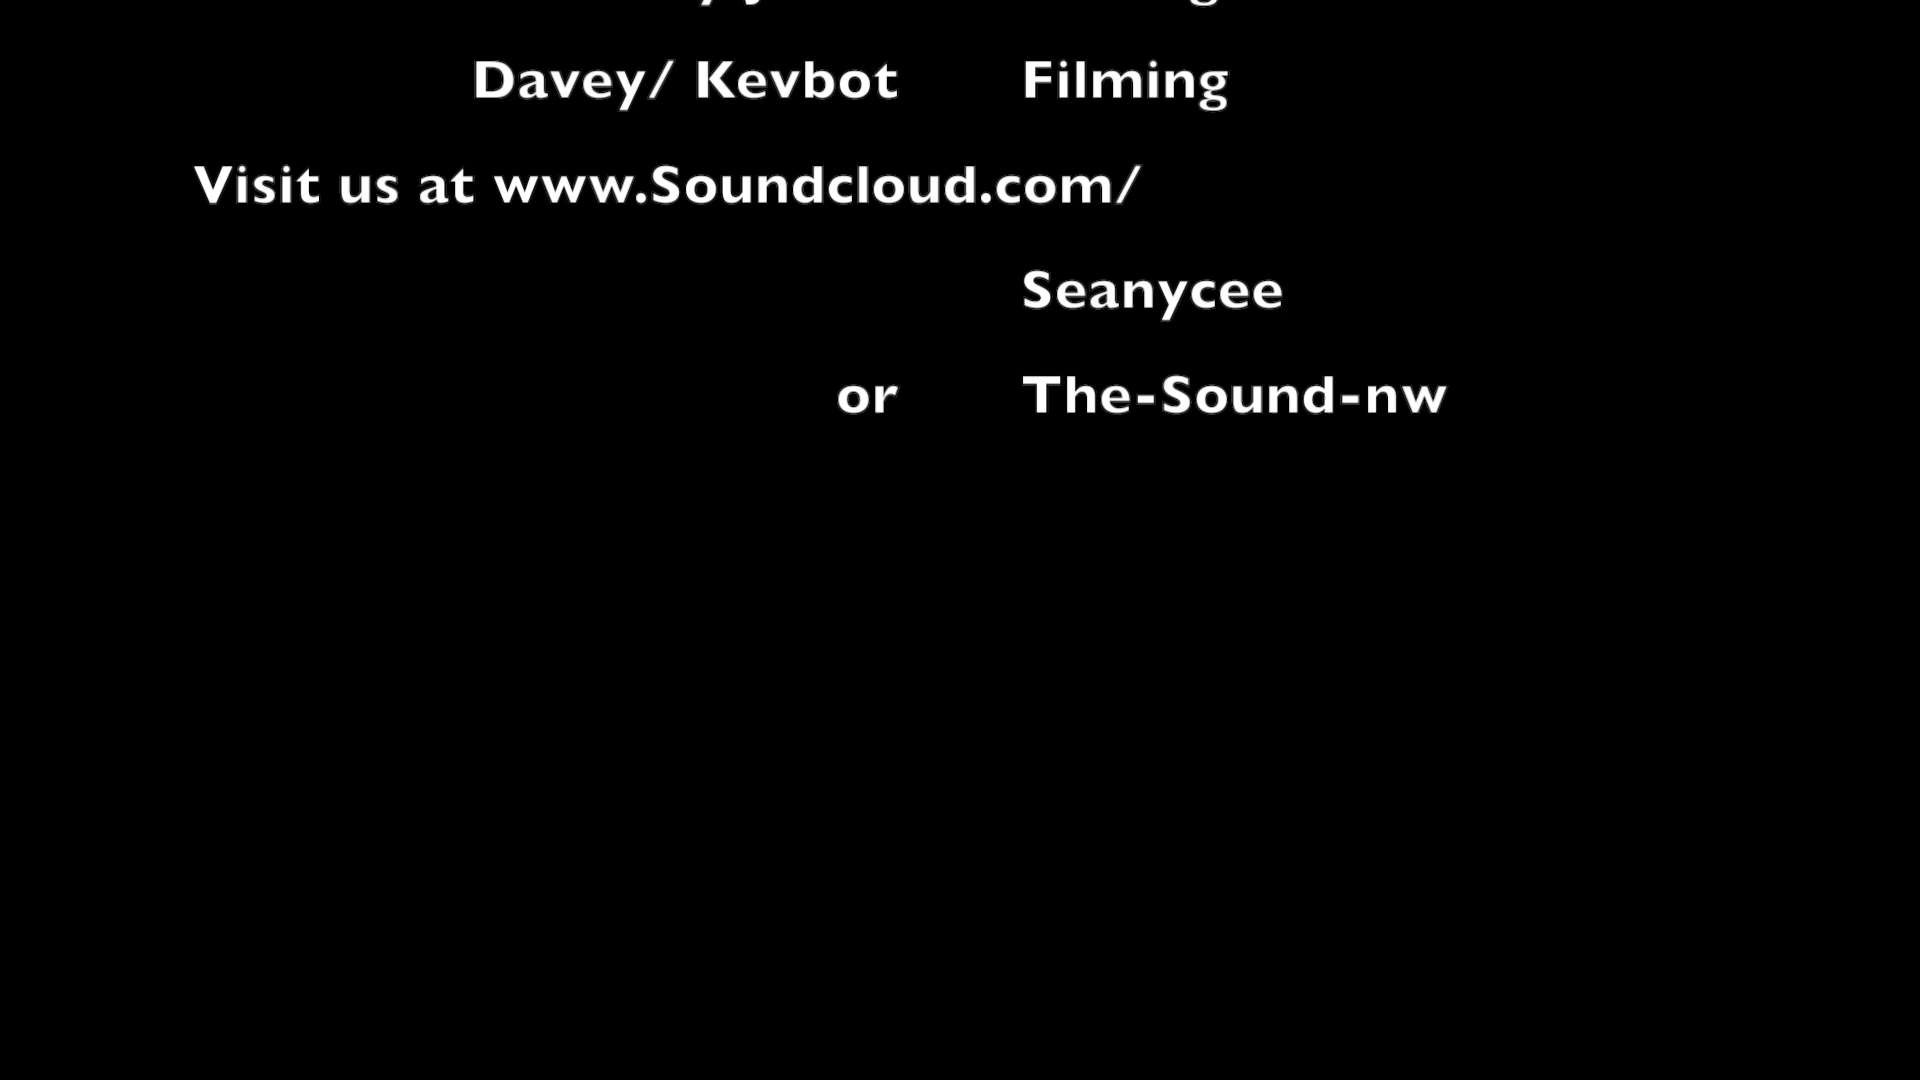 Davey/ Kevbot Filming
Visit us at www.Soundcloud.com/
Seanycee
or The-Sound-nw